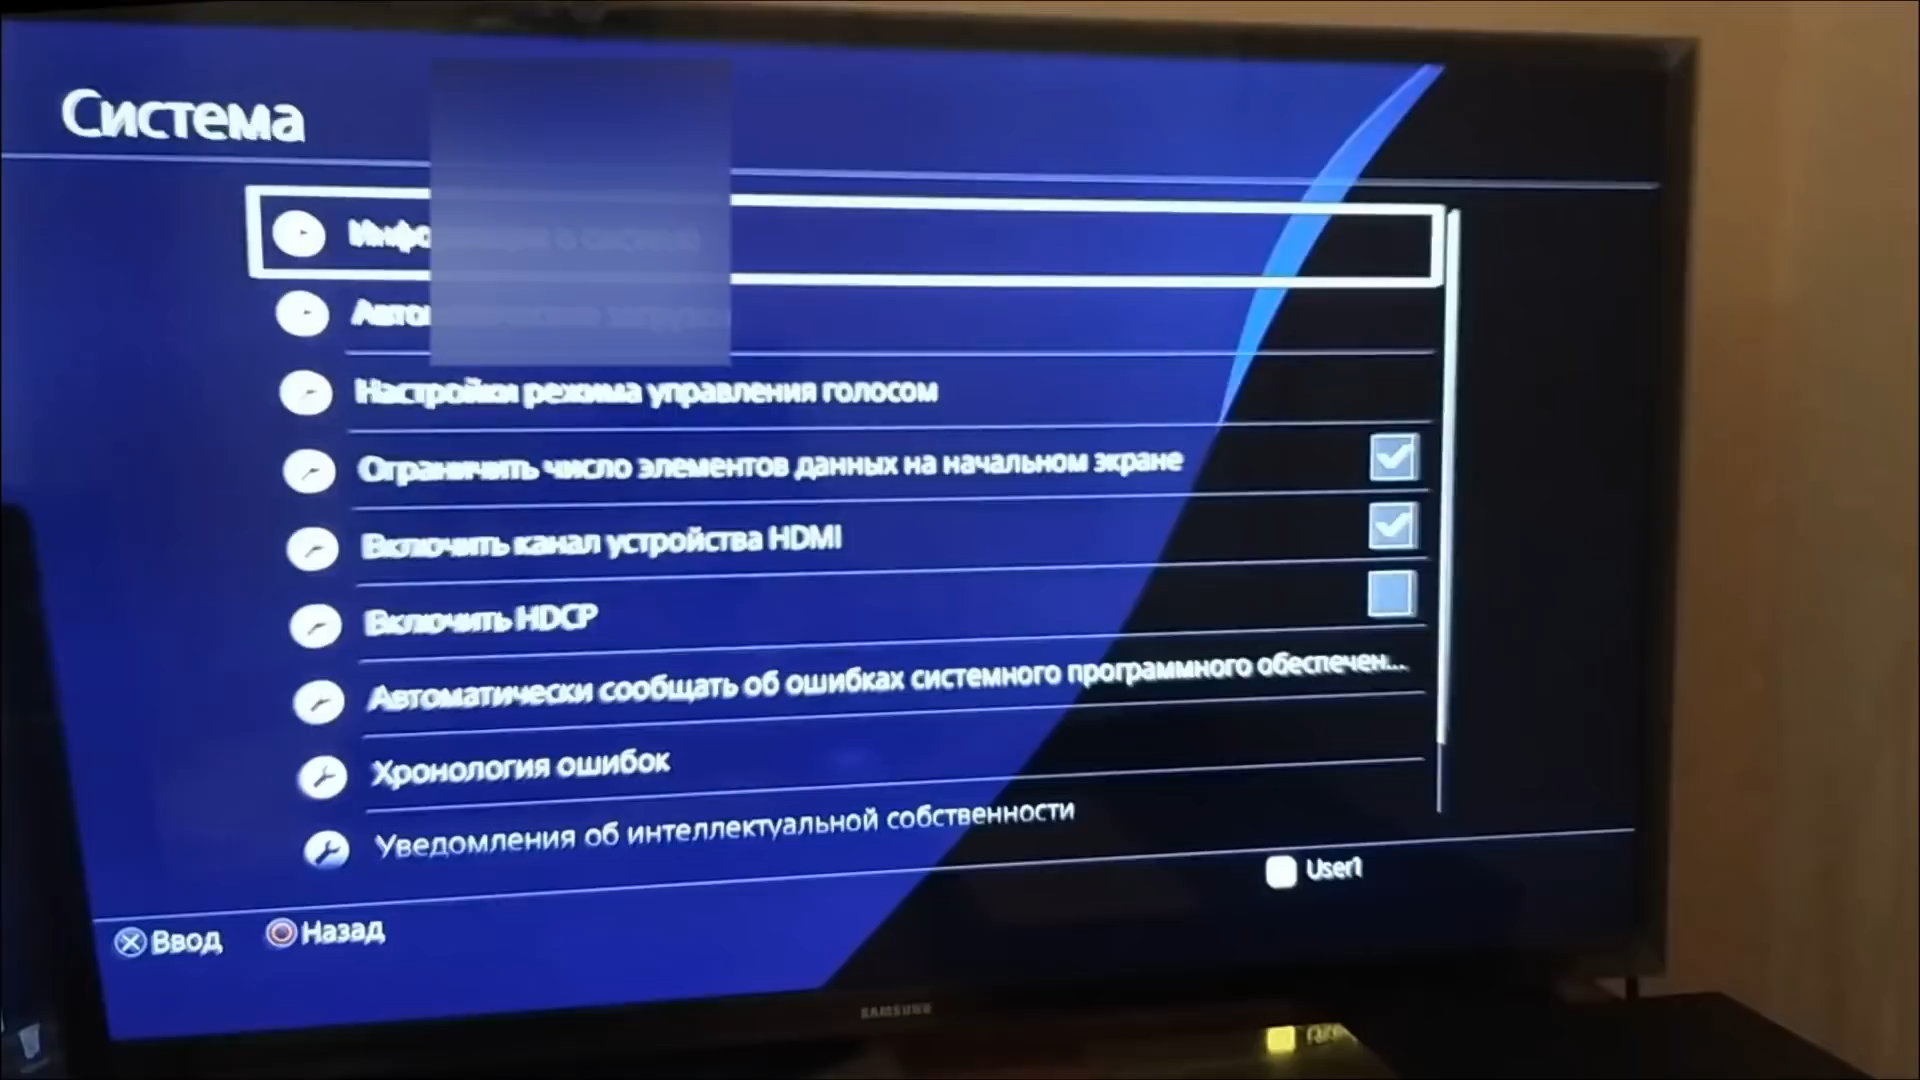 Система
Настройки режима управления голосом
Ограничить число элементов данных на начальном экране
Включить канал устройства HDMI
Включить HDCP
Автоматически сообщать об ошибках системного программного обеспечен...
Хронология ошибок
Уведомления об интеллектуальной собственности
User1
Ввод
Назад
SAMSUNG